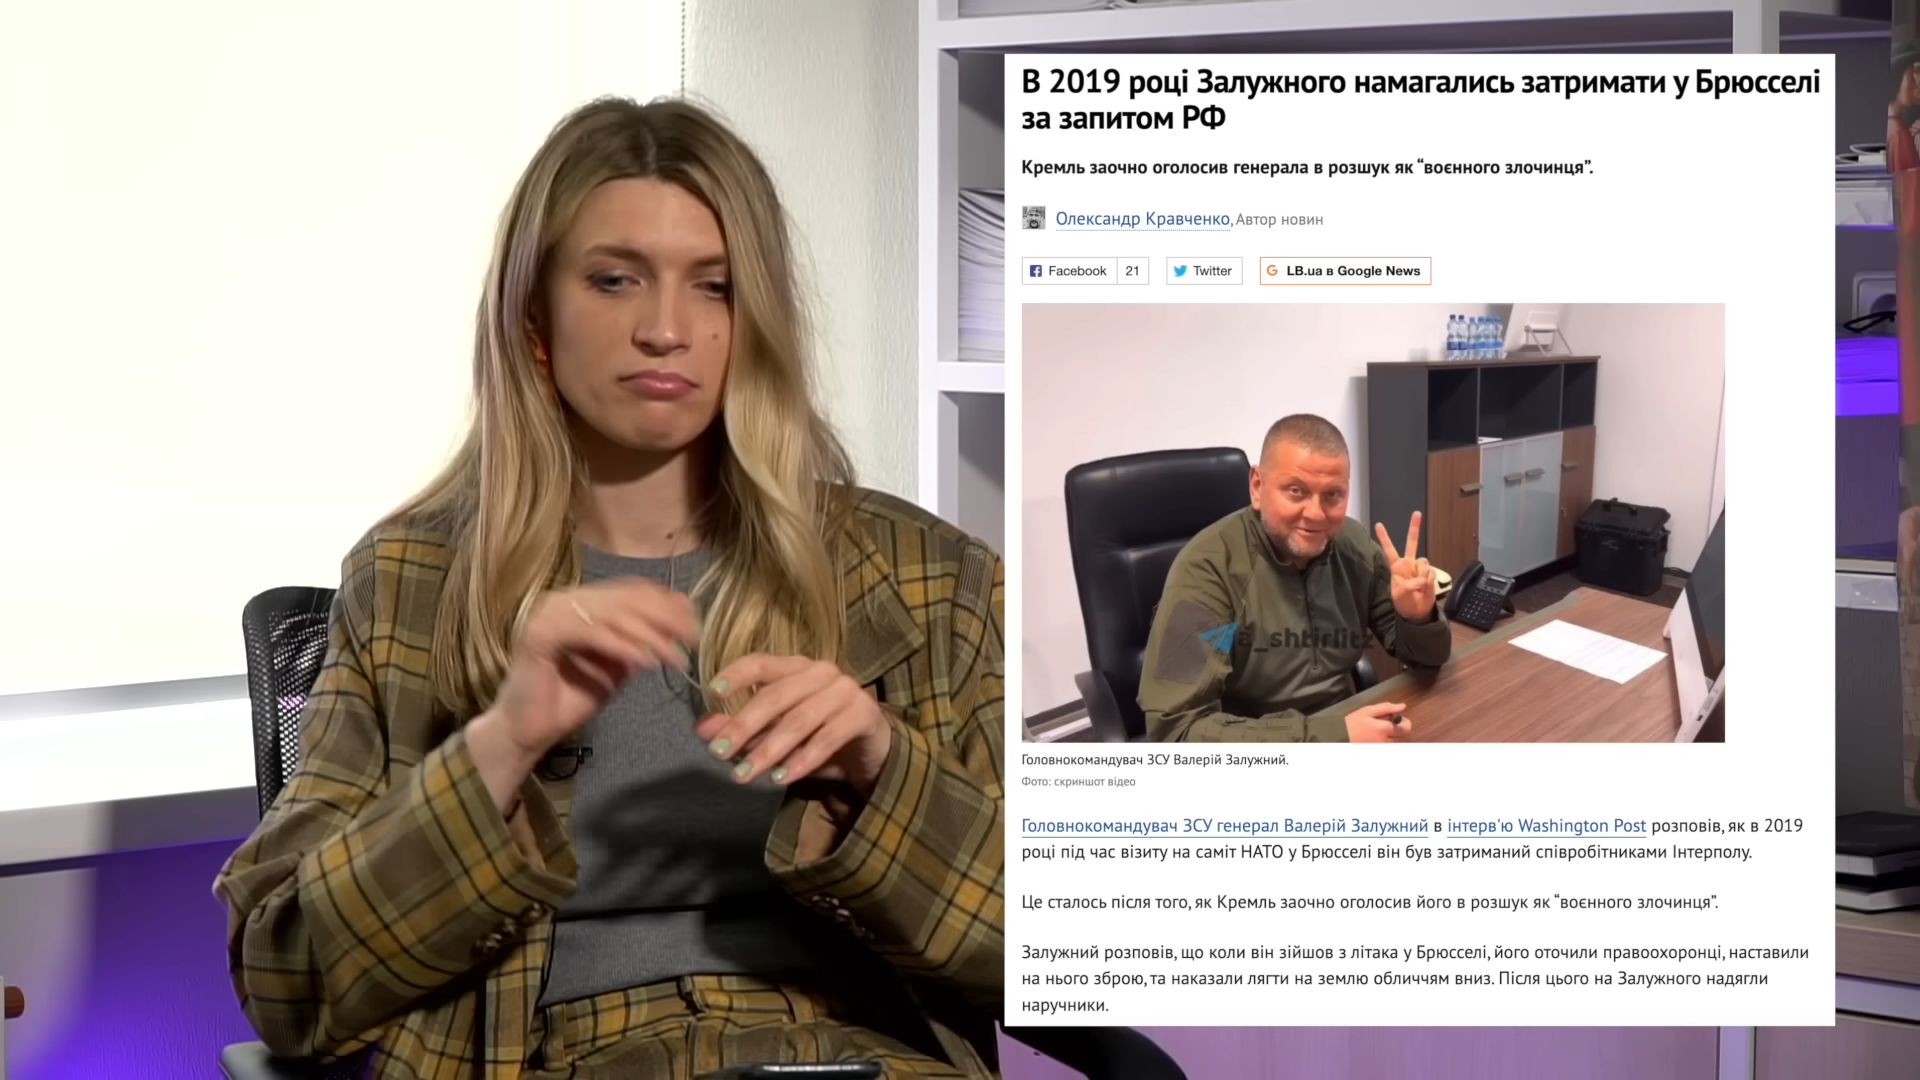 В 2019 році Залужного намагались затримати у Брюсселі
за запитом РФ
Кремль заочно оголосив генерала в розшук як “воєнного злочинця”.
Олександр Кравченко, Автор новин
Facebook 21 Twitter LB.ua в Google News
a_shtirlitz
Головнокомандувач ЗСУ Валерій Залужний.
Фото: скриншот відео
Головнокомандувач ЗСУ генерал Валерій Залужний в інтерв'ю Washington Post розповів, як в 2019
році під час візиту на саміт НАТО у Брюсселі він був затриманий співробітниками Інтерполу.
Це сталось після того, як Кремль заочно оголосив його в розшук як “воєнного злочинця”.
Залужний розповів, що коли він зійшов з літака у Брюсселі, його оточили правоохоронці, наставили
на нього зброю, та наказали лягти на землю обличчям вниз. Після цього на Залужного надягли
наручники.